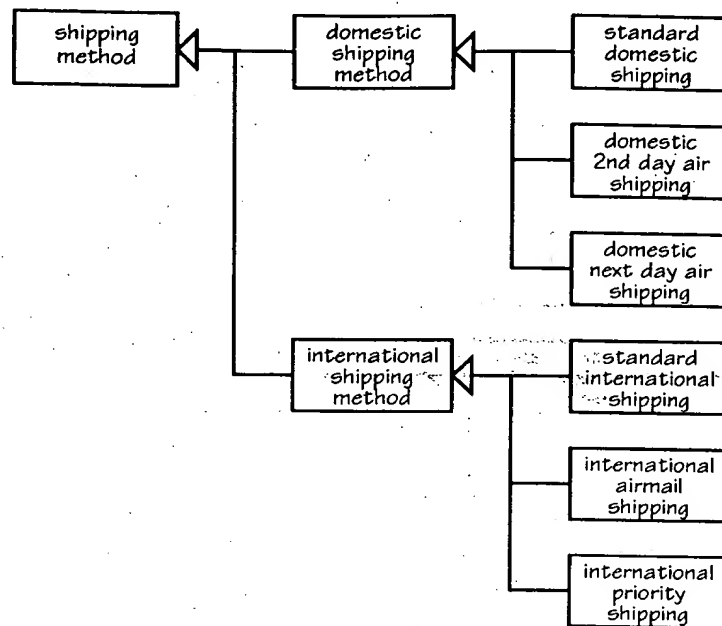 shipping
method
domestic
shipping
method
standard
domestic
shipping
domestic
2nd day air
shipping
domestic
next day air
shipping
international
shipping
method
standard
international
shipping
international
airmail
shipping
international
priority
shipping